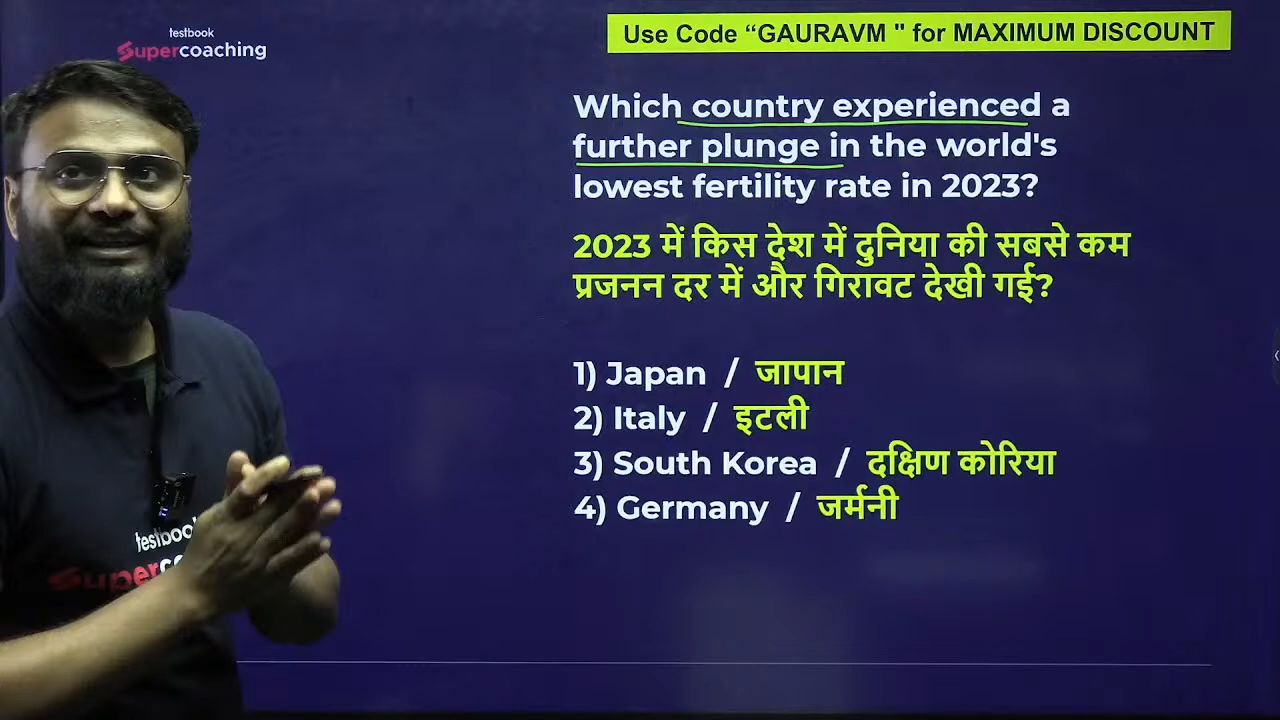 testbook
Supercoaching
Use Code “GAURAVM " for MAXIMUM DISCOUNT
Which country experienced a
further plunge in the world's
lowest fertility rate in 2023?
2023 में किस देश में दुनिया की सबसे कम
प्रजनन दर में और गिरावट देखी गई?
1) Japan / जापान
2) Italy / इटली
3) South Korea / दक्षिण कोरिया
4) Germany / जर्मनी
testbook